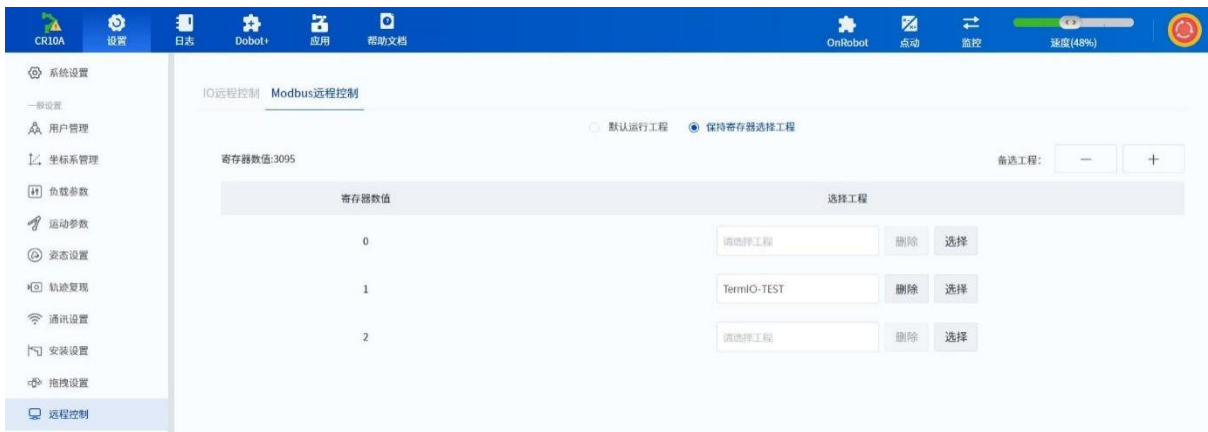 CR10A 设置 日志 Dobot+ 应用 帮助文档 OnRobot 点动 监控 速度(48%)
系统设置
一般设置
用户管理
坐标系管理
负载参数
运动参数
姿态设置
轨迹复现
通讯设置
安装设置
拖拽设置
远程控制
IO远程控制 Modbus远程控制
默认运行工程 保持寄存器选择工程
寄存器数值:3095 备选工程: — +
寄存器数值 选择工程
0 请选择工程 删除 选择
1 TermIO-TEST 删除 选择
2 请选择工程 删除 选择